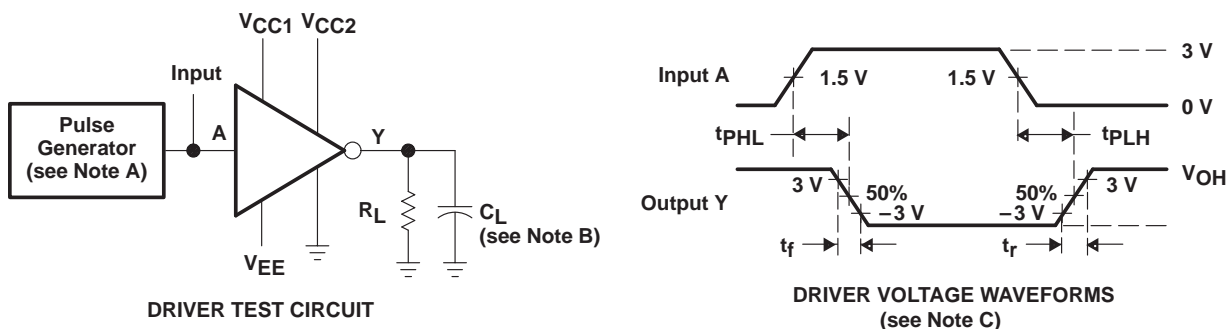 VCC1 VCC2
Input
Pulse
Generator
(see Note A)
A
Y
RL
CL
(see Note B)
VEE
DRIVER TEST CIRCUIT
3 V
Input A
1.5 V
1.5 V
0 V
tPHL
tPLH
VOH
3 V
50%
50%
3 V
Output Y
−3 V
−3 V
tf
tr
DRIVER VOLTAGE WAVEFORMS
(see Note C)